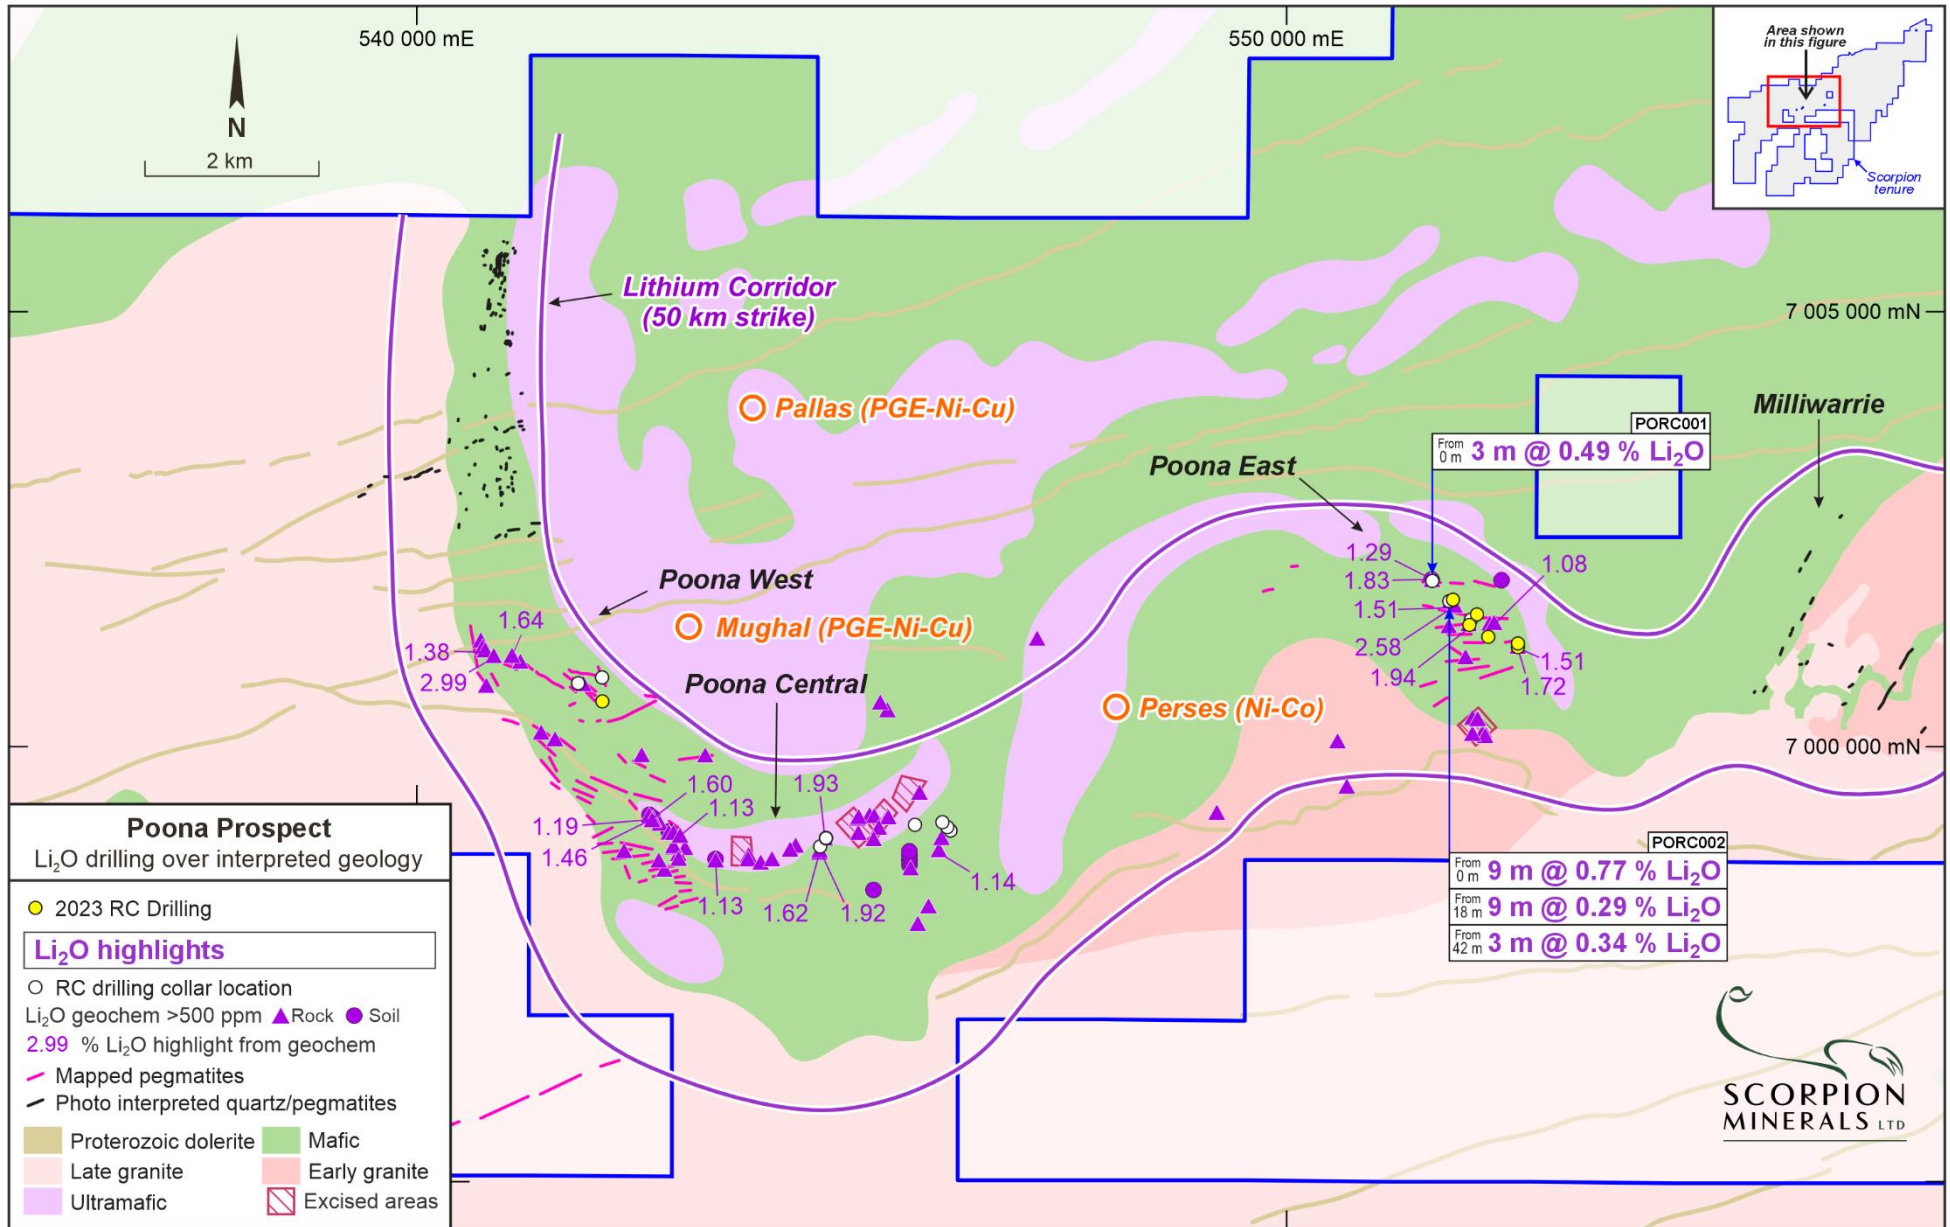 540 000 mE
550 000 mE
Area shown
in this figure
Scorpion
tenure
N
2 km
Lithium Corridor
(50 km strike)
7 005 000 mN
Pallas (PGE-Ni-Cu)
Milliwarrie
PORC001
From
0 m
3 m @ 0.49 % Li₂O
Poona East
1.29
1.83
1.08
1.51
2.58
1.94
1.51
1.72
Poona West
Mughal (PGE-Ni-Cu)
1.64
1.38
2.99
Poona Central
Perses (Ni-Co)
7 000 000 mN
1.60
1.13
1.93
1.19
1.46
1.13
1.62
1.92
1.14
PORC002
From
0 m
9 m @ 0.77 % Li₂O
From
18 m
9 m @ 0.29 % Li₂O
From
42 m
3 m @ 0.34 % Li₂O
Poona Prospect
Li₂O drilling over interpreted geology
2023 RC Drilling
Li₂O highlights
RC drilling collar location
Li₂O geochem >500 ppm Rock Soil
2.99 % Li₂O highlight from geochem
Mapped pegmatites
Photo interpreted quartz/pegmatites
Proterozoic dolerite Mafic
Late granite Early granite
Ultramafic Excised areas
SCORPION
MINERALS LTD